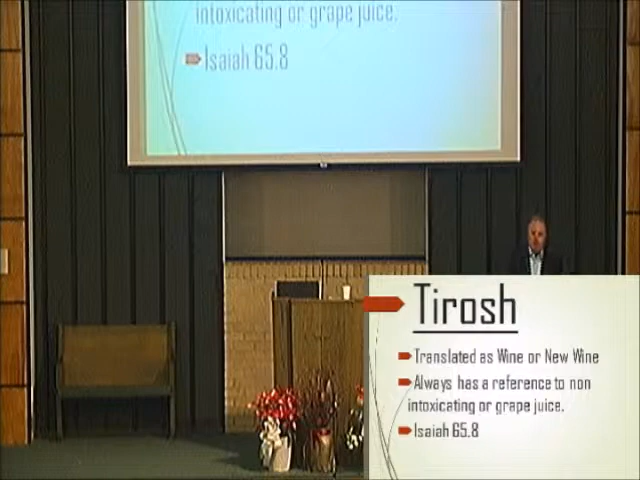 intoxicating or grape juice.
Isaiah 65.8
Tirosh
Translated as Wine or New Wine
Always has a reference to non
intoxicating or grape juice.
Isaiah 65.8